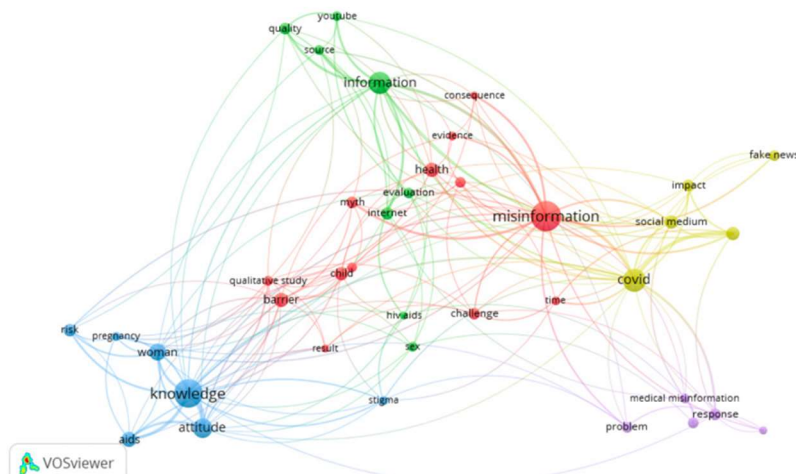 youtube
quality
source
information
consequence
evidence
fake news
health
impact
evaluation
myth
internet
misinformation
social medium
child
qualitative study
covid
barrier
time
hiv-aids
challenge
risk
pregnancy
sex
result
woman
knowledge
stigma
medical misinformation
response
attitude
problem
aids
VOSviewer